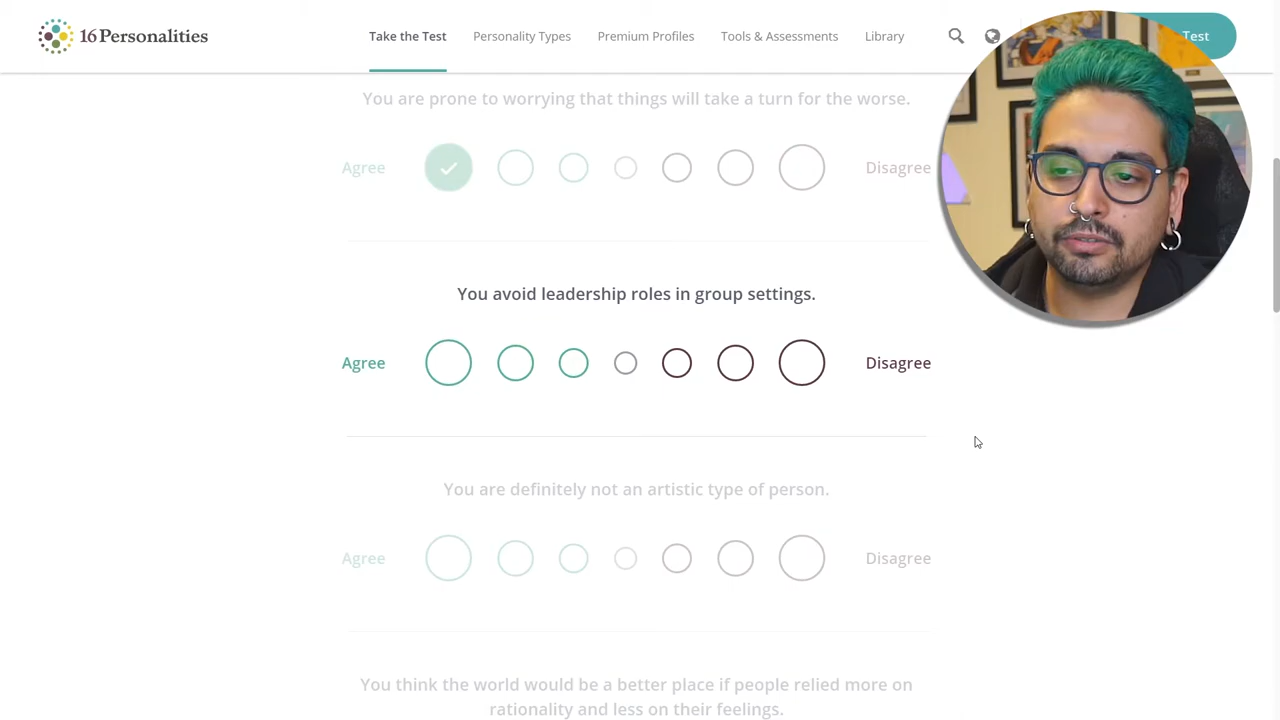 16Personalities
Take the Test
Personality Types
Premium Profiles
Tools & Assessments
Library
Test
You are prone to worrying that things will take a turn for the worse.
Agree
Disagree
You avoid leadership roles in group settings.
Agree
Disagree
You are definitely not an artistic type of person.
Agree
Disagree
You think the world would be a better place if people relied more on
rationality and less on their feelings.